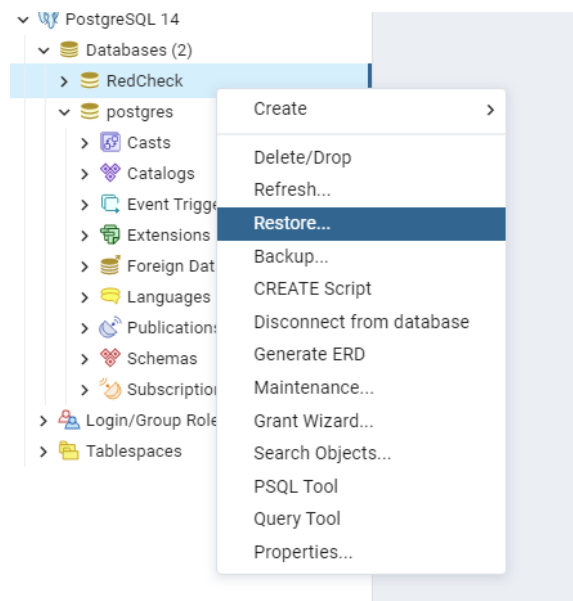 PostgreSQL 14
Databases (2)
RedCheck
postgres
Casts
Catalogs
Event Trigge
Extensions
Foreign Dat
Languages
Publication
Schemas
Subscriptio
Login/Group Role
Tablespaces
Create
Delete/Drop
Refresh...
Restore...
Backup...
CREATE Script
Disconnect from database
Generate ERD
Maintenance...
Grant Wizard...
Search Objects...
PSQL Tool
Query Tool
Properties...